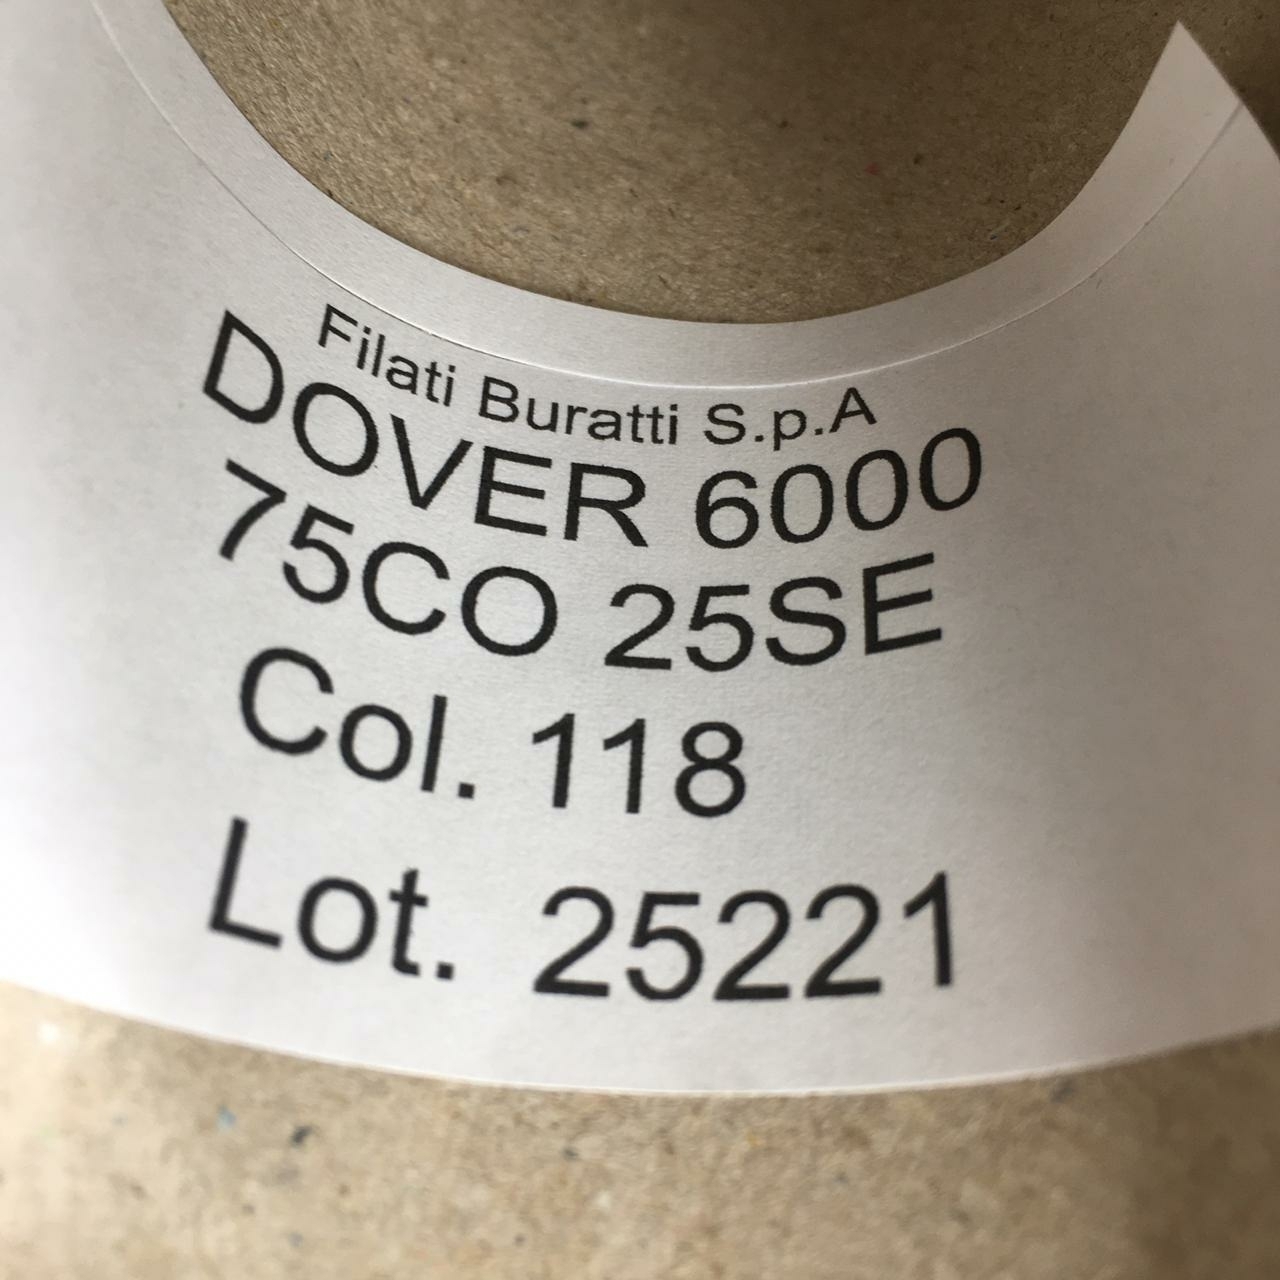 Filati Buratti S.p.A
DOVER 6000
75CO 25SE
Col. 118
Lot. 25221